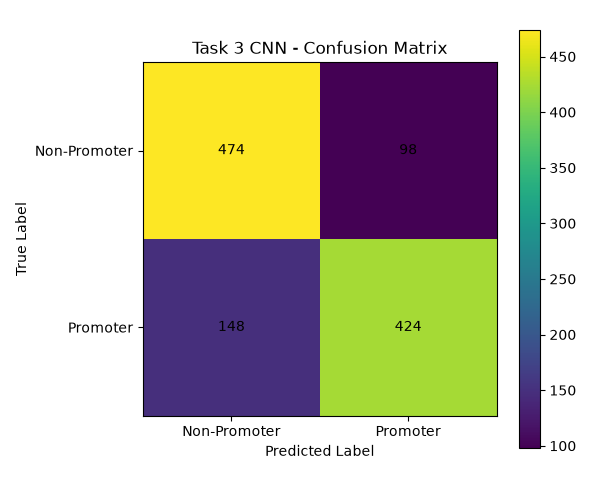 Task 3 CNN - Confusion Matrix
True Label
Non-Promoter
474
98
Promoter
148
424
Non-Promoter
Promoter
Predicted Label
450
400
350
300
250
200
150
100